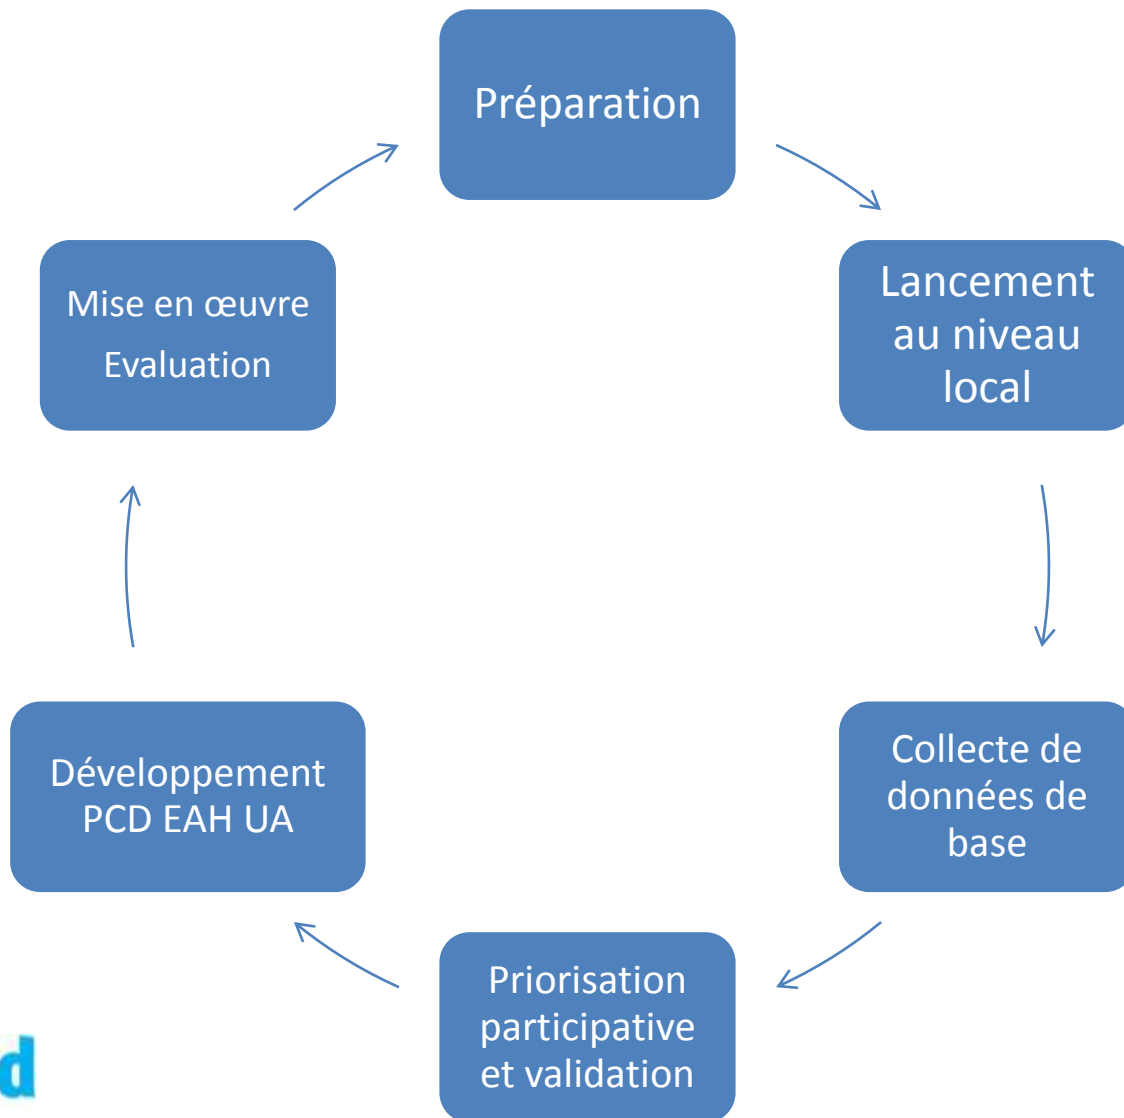 Préparation
Lancement
au niveau
local
Collecte de
données de
base
Priorisation
participative
et validation
Développement
PCD EAH UA
Mise en œuvre
Evaluation
d